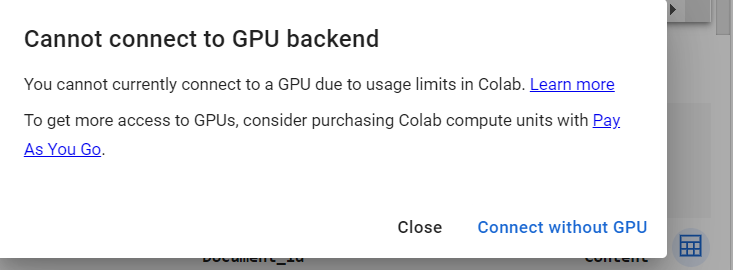 Cannot connect to GPU backend
You cannot currently connect to a GPU due to usage limits in Colab. Learn more
To get more access to GPUs, consider purchasing Colab compute units with Pay
As You Go.
Close Connect without GPU
Document_id Content